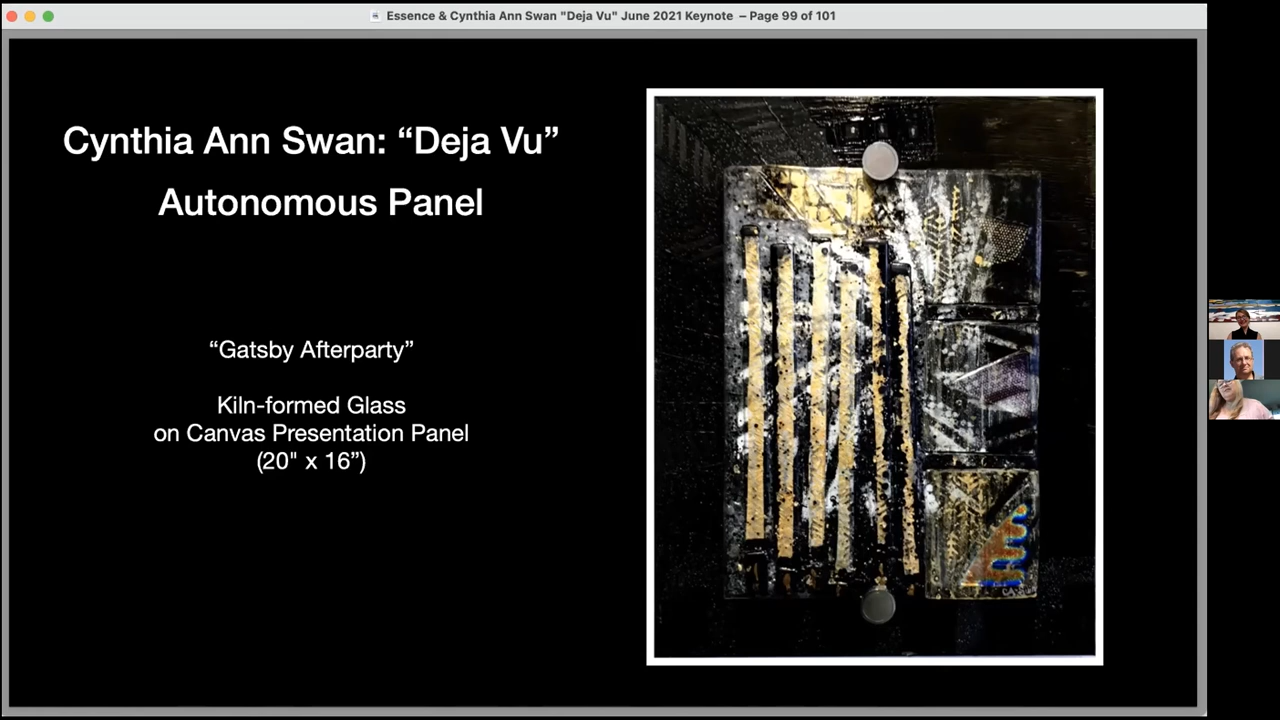 Essence & Cynthia Ann Swan "Deja Vu" June 2021 Keynote – Page 99 of 101
Cynthia Ann Swan: “Deja Vu”
Autonomous Panel
“Gatsby Afterparty”
Kiln-formed Glass
on Canvas Presentation Panel
(20" x 16”)